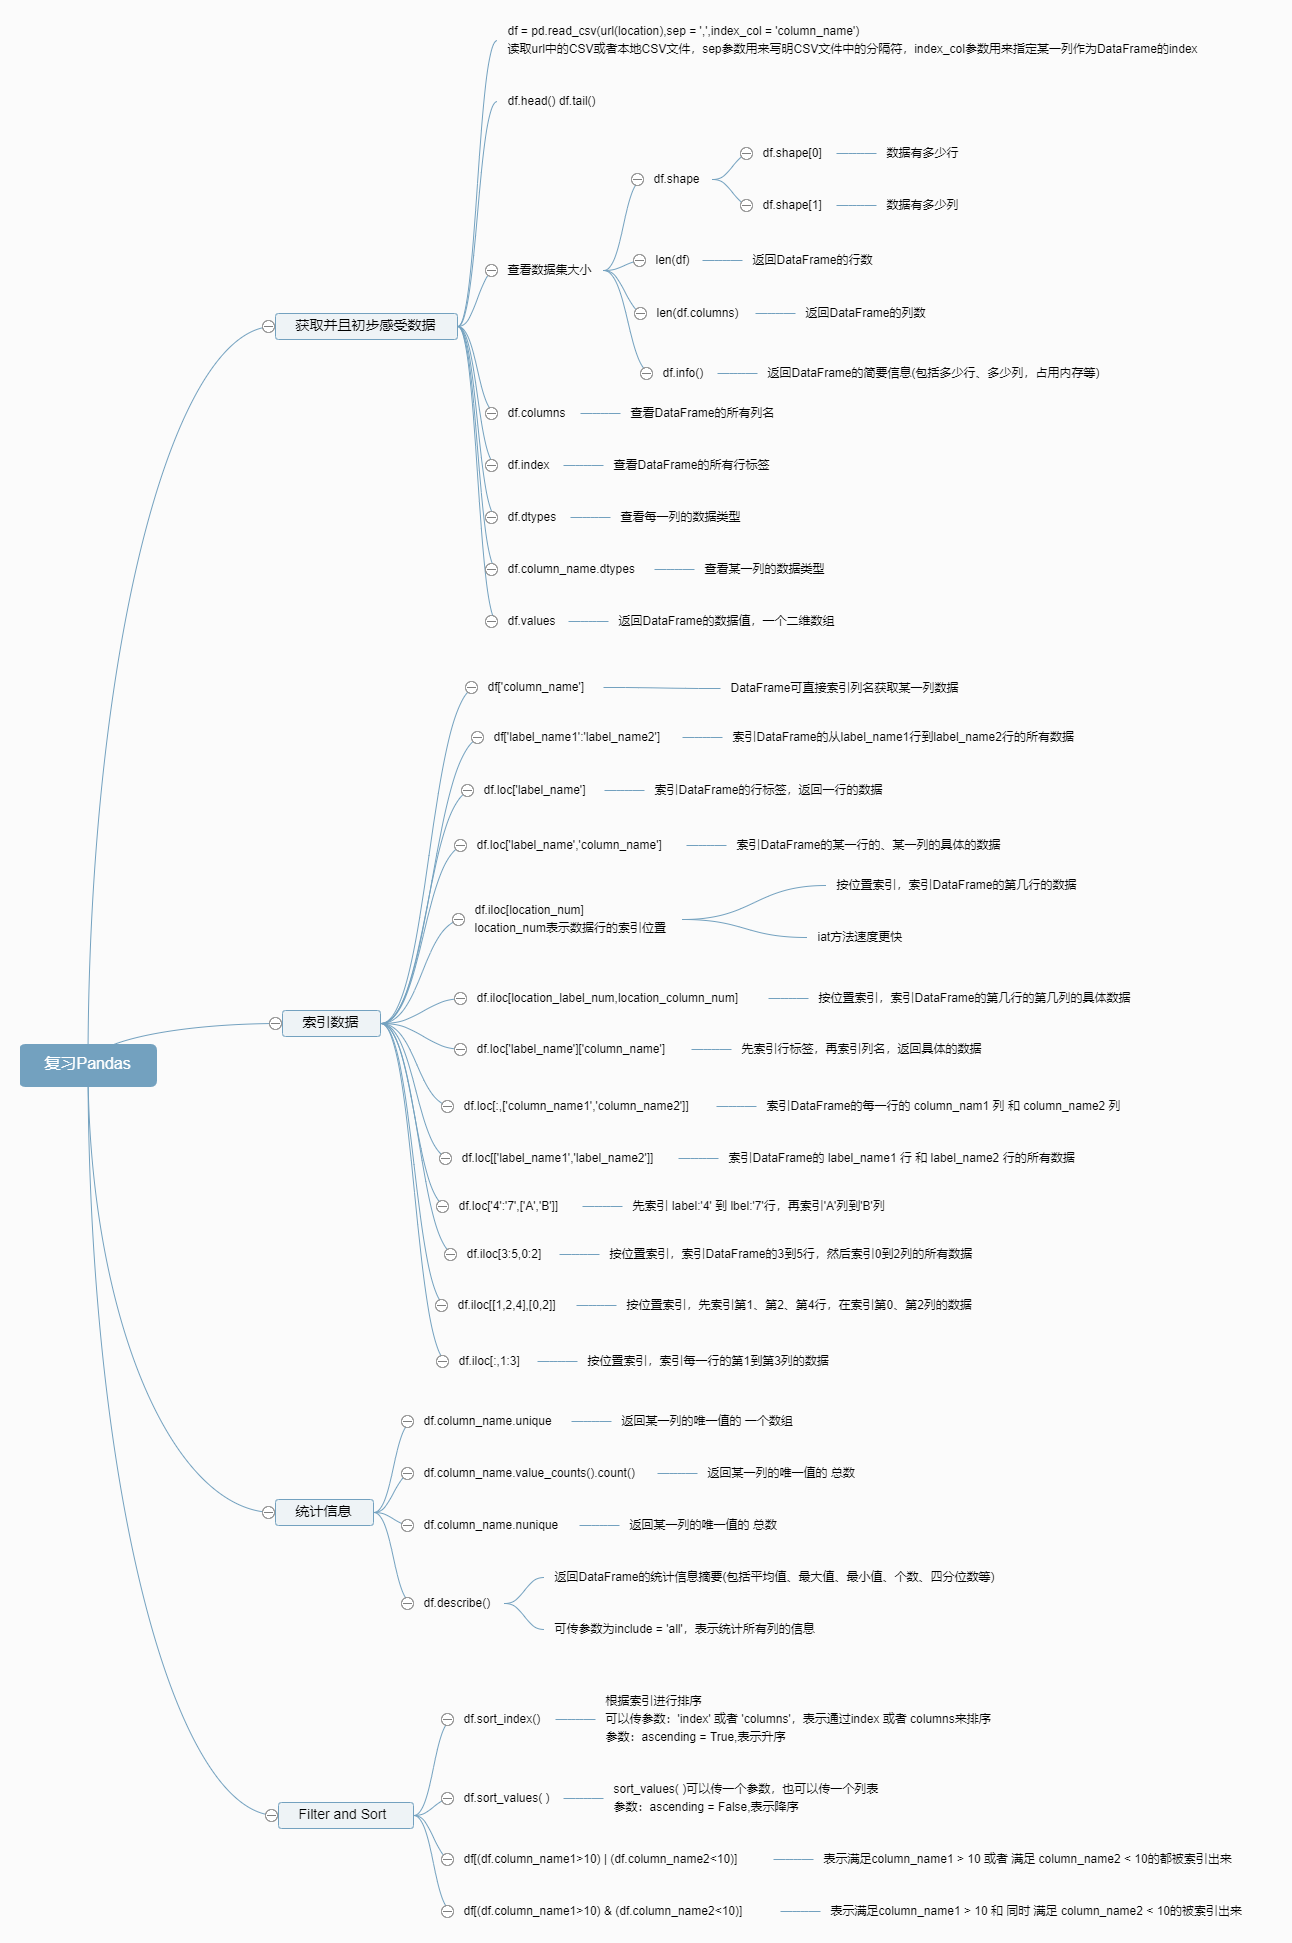 复习Pandas
获取并且初步感受数据
df = pd.read_csv(url(location),sep = ',',index_col = 'column_name')
读取url中的CSV或者本地CSV文件，sep参数用来写明CSV文件中的分隔符，index_col参数用来指定某一列作为DataFrame的index
df.head() df.tail()
查看数据集大小
df.shape
df.shape[0]
数据有多少行
df.shape[1]
数据有多少列
len(df)
返回DataFrame的行数
len(df.columns)
返回DataFrame的列数
df.info()
返回DataFrame的简要信息(包括多少行、多少列，占用内存等)
df.columns
查看DataFrame的所有列名
df.index
查看DataFrame的所有行标签
df.dtypes
查看每一列的数据类型
df.column_name.dtypes
查看某一列的数据类型
df.values
返回DataFrame的数据值，一个二维数组
索引数据
df['column_name']
DataFrame可直接索引列名获取某一列数据
df['label_name1':'label_name2']
索引DataFrame的从label_name1行到label_name2行的所有数据
df.loc['label_name']
索引DataFrame的行标签，返回一行的数据
df.loc['label_name','column_name']
索引DataFrame的某一行的、某一列的具体的数据
df.iloc[location_num]
location_num表示数据行的索引位置
按位置索引，索引DataFrame的第几行的数据
iat方法速度更快
df.iloc[location_label_num,location_column_num]
按位置索引，索引DataFrame的第几行的第几列的具体数据
df.loc['label_name']['column_name']
先索引行标签，再索引列名，返回具体的数据
df.loc[:,['column_name1','column_name2']]
索引DataFrame的每一行的 column_nam1 列 和 column_name2 列
df.loc[['label_name1','label_name2']]
索引DataFrame的 label_name1 行 和 label_name2 行的所有数据
df.loc['4':'7',['A','B']]
先索引 label:'4' 到 lbel:'7'行，再索引'A'列到'B'列
df.iloc[3:5,0:2]
按位置索引，索引DataFrame的3到5行，然后索引0到2列的所有数据
df.iloc[[1,2,4],[0,2]]
按位置索引，先索引第1、第2、第4行，在索引第0、第2列的数据
df.iloc[:,1:3]
按位置索引，索引每一行的第1到第3列的数据
统计信息
df.column_name.unique
返回某一列的唯一值的 一个数组
df.column_name.value_counts().count()
返回某一列的唯一值的 总数
df.column_name.nunique
返回某一列的唯一值的 总数
df.describe()
返回DataFrame的统计信息摘要(包括平均值、最大值、最小值、个数、四分位数等)
可传参数为include = 'all'，表示统计所有列的信息
Filter and Sort
df.sort_index()
根据索引进行排序
可以传参数：'index' 或者 'columns'，表示通过index 或者 columns来排序
参数：ascending = True,表示升序
df.sort_values( )
sort_values( )可以传一个参数，也可以传一个列表
参数：ascending = False,表示降序
df[(df.column_name1>10) | (df.column_name2<10)]
表示满足column_name1 > 10 或者 满足 column_name2 < 10的都被索引出来
df[(df.column_name1>10) & (df.column_name2<10)]
表示满足column_name1 > 10 和 同时 满足 column_name2 < 10的被索引出来